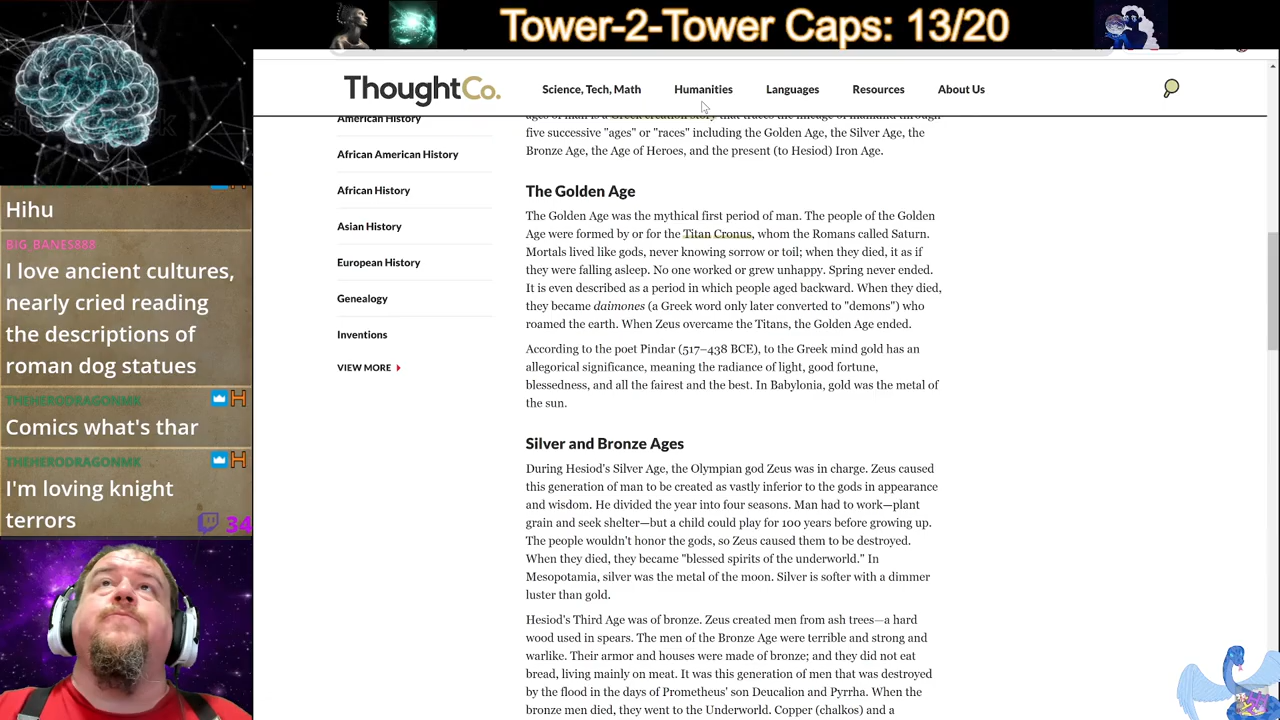 Tower-2-Tower Caps: 13/20
ThoughtCo.
Science, Tech, Math
Humanities
Languages
Resources
About Us
Hihu
BIG_BANES888
I love ancient cultures,
nearly cried reading
the descriptions of
roman dog statues
THEHERODRAGONMK
Comics what's thar
THEHERODRAGONMK
I'm loving knight
terrors
34
American History
African American History
African History
Asian History
European History
Genealogy
Inventions
VIEW MORE
ages of man is a Greek creation story that traces the lineage of mankind through
five successive "ages" or "races" including the Golden Age, the Silver Age, the
Bronze Age, the Age of Heroes, and the present (to Hesiod) Iron Age.
The Golden Age
The Golden Age was the mythical first period of man. The people of the Golden
Age were formed by or for the Titan Cronus, whom the Romans called Saturn.
Mortals lived like gods, never knowing sorrow or toil; when they died, it as if
they were falling asleep. No one worked or grew unhappy. Spring never ended.
It is even described as a period in which people aged backward. When they died,
they became daimones (a Greek word only later converted to "demons") who
roamed the earth. When Zeus overcame the Titans, the Golden Age ended.
According to the poet Pindar (517–438 BCE), to the Greek mind gold has an
allegorical significance, meaning the radiance of light, good fortune,
blessedness, and all the fairest and the best. In Babylonia, gold was the metal of
the sun.
Silver and Bronze Ages
During Hesiod's Silver Age, the Olympian god Zeus was in charge. Zeus caused
this generation of man to be created as vastly inferior to the gods in appearance
and wisdom. He divided the year into four seasons. Man had to work—plant
grain and seek shelter—but a child could play for 100 years before growing up.
The people wouldn't honor the gods, so Zeus caused them to be destroyed.
When they died, they became "blessed spirits of the underworld." In
Mesopotamia, silver was the metal of the moon. Silver is softer with a dimmer
luster than gold.
Hesiod's Third Age was of bronze. Zeus created men from ash trees—a hard
wood used in spears. The men of the Bronze Age were terrible and strong and
warlike. Their armor and houses were made of bronze; and they did not eat
bread, living mainly on meat. It was this generation of men that was destroyed
by the flood in the days of Prometheus' son Deucalion and Pyrrha. When the
bronze men died, they went to the Underworld. Copper (chalkos) and a